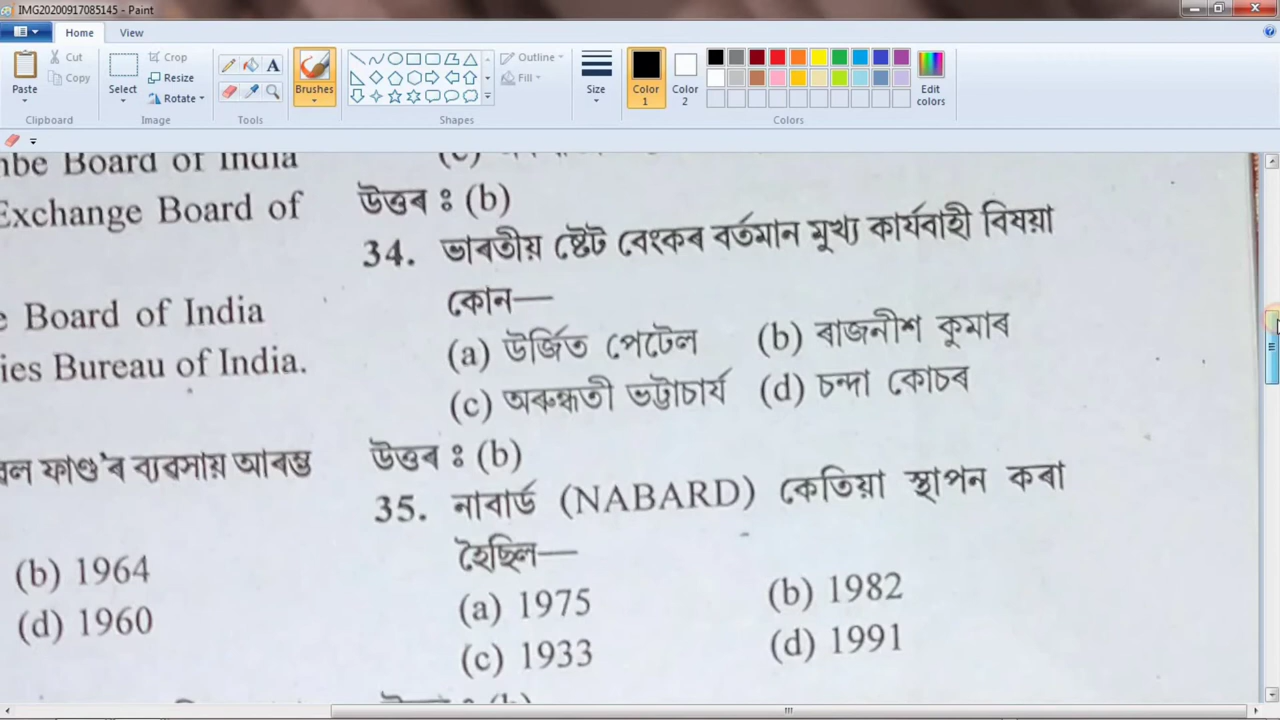 IMG20200917085145 - Paint
Home
View
Paste
Cut
Copy
Clipboard
Select
Crop
Resize
Rotate
Image
Tools
Brushes
Shapes
Outline
Fill
Size
Color 1
Color 2
Edit colors
Colors
Board of India
Exchange Board of
Board of India
Bureau of India.
ব্যৱসায় আৰম্ভ
(b) 1964
(d) 1960
উত্তৰ : (b)
34. ভাৰতীয় ষ্টেট বেংকৰ বৰ্তমান মুখ্য কাৰ্যবাহী বিষয়া
কোন—
(a) উৰ্জিত পেটেল (b) ৰাজনীশ কুমাৰ
(c) অৰুন্ধতী ভট্টাচাৰ্য (d) চন্দা কোচৰ
উত্তৰ : (b)
35. নাবাৰ্ড (NABARD) কেতিয়া স্থাপন কৰা
হৈছিল—
(a) 1975 (b) 1982
(c) 1933 (d) 1991